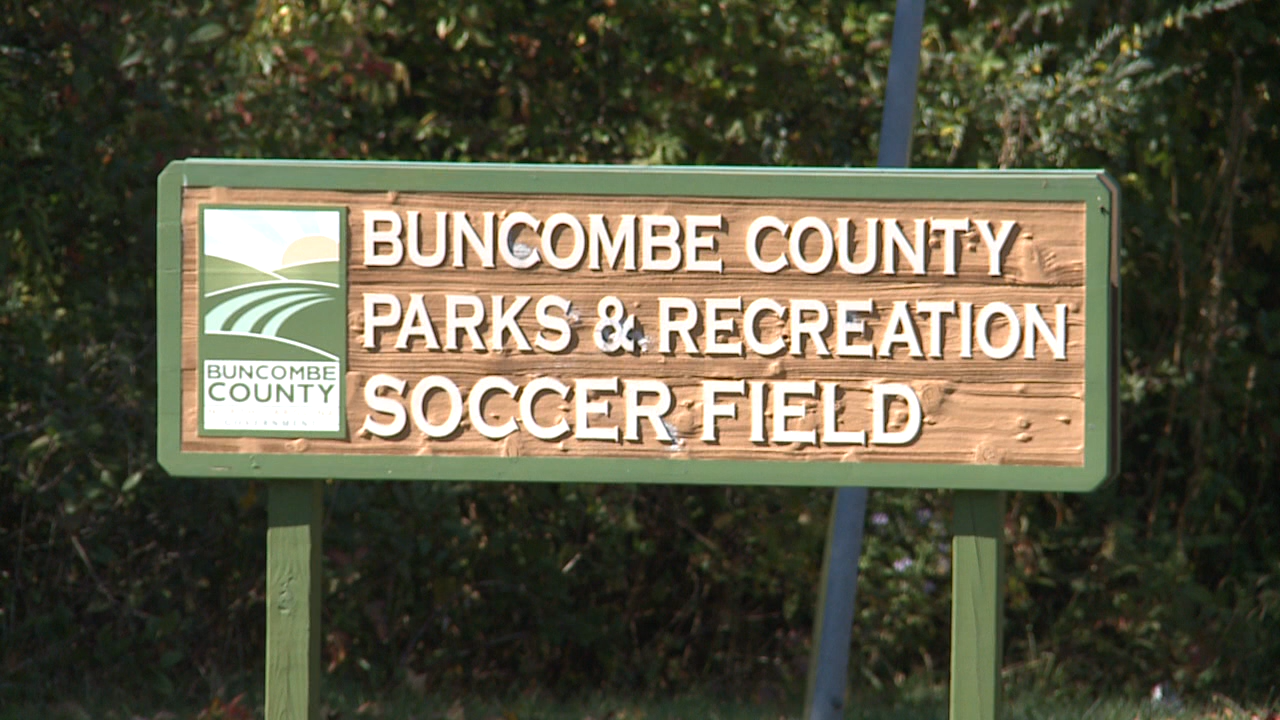 BUNCOMBE COUNTY
PARKS & RECREATION
SOCCER FIELD
BUNCOMBE
COUNTY